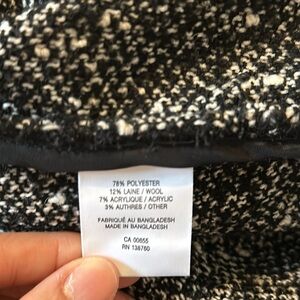 78% POLYESTER
12% LAINE / WOOL
7% ACRYLIQUE / ACRYLIC
3% AUTHRES / OTHER
FABRIQUÉ AU BANGLADESH
MADE IN BANGLADESH
CA 00855
RN 138760